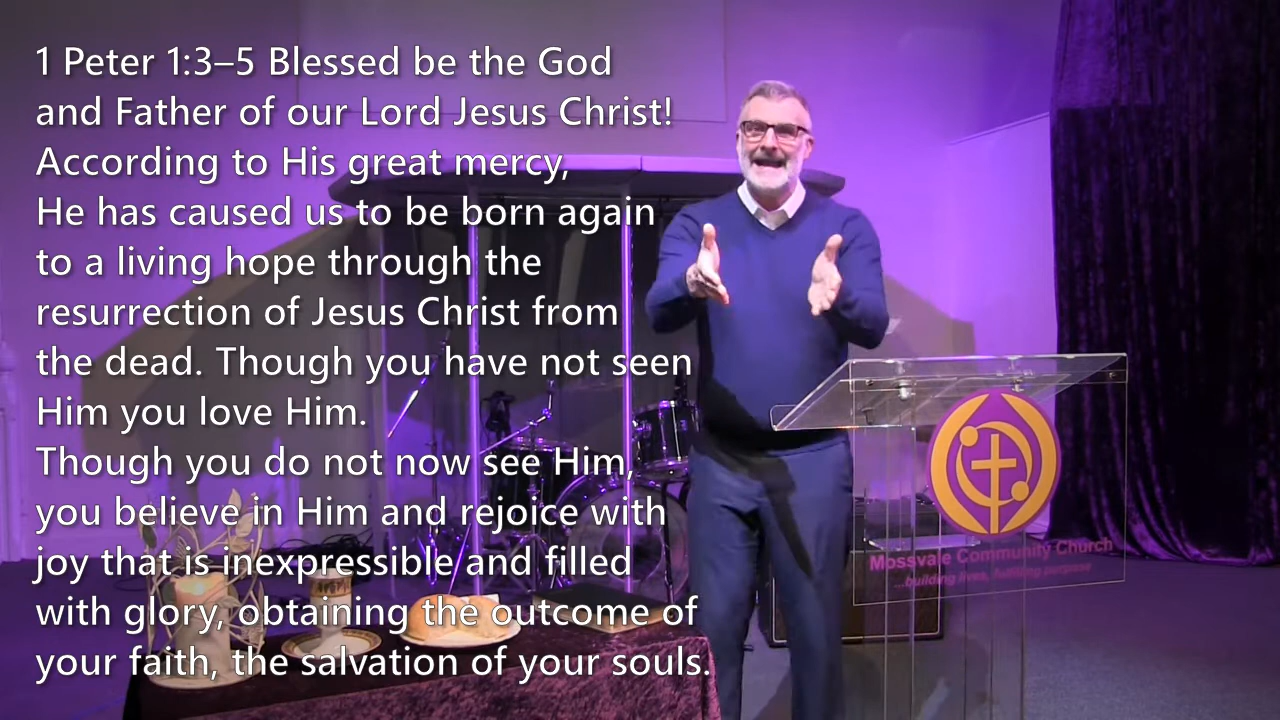 1 Peter 1:3–5 Blessed be the God
and Father of our Lord Jesus Christ!
According to His great mercy,
He has caused us to be born again
to a living hope through the
resurrection of Jesus Christ from
the dead. Though you have not seen
Him you love Him.
Though you do not now see Him,
you believe in Him and rejoice with
joy that is inexpressible and filled
with glory, obtaining the outcome of
your faith, the salvation of your souls.
Mossvale Community Church
...building lives, fulfilling purpose